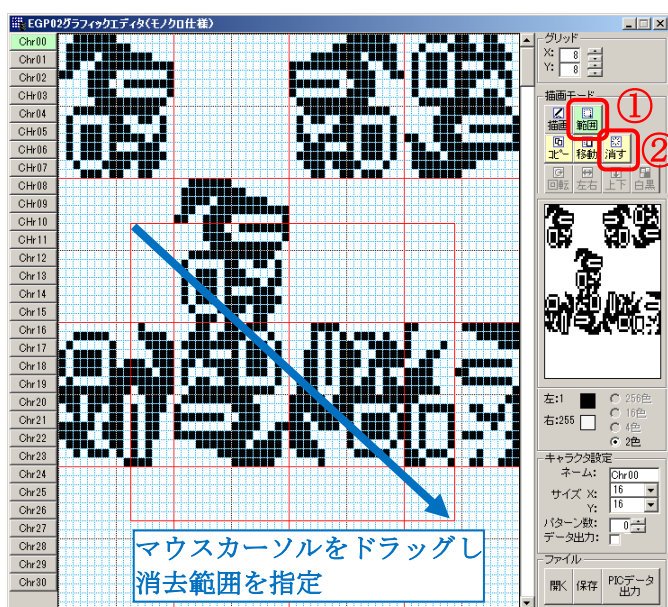 EGP02グラフィックエディタ(モノクロ仕様)
Chr00
Chr01
Chr02
CHr03
Chr04
CHr05
CHr06
CHr07
CHr08
CHr09
CHr10
CHr11
Chr12
Chr13
Chr14
Chr15
Chr16
Chr17
Chr18
Chr19
Chr20
Chr21
Chr22
Chr23
Chr24
Chr25
Chr26
Chr27
Chr28
Chr29
Chr30
マウスカーソルをドラッグし
消去範囲を指定
グリッド
X: 8
Y: 8
描画モード
①
描画 範囲
②
コピー 移動 消す
回転 左右 上下 白黒
左:1
右:255
256色
16色
4色
2色
キャラクタ設定
ネーム: Chr00
サイズ X: 16
Y: 16
パターン数: 0
データ出力:
ファイル
開く 保存 PICデータ
出力